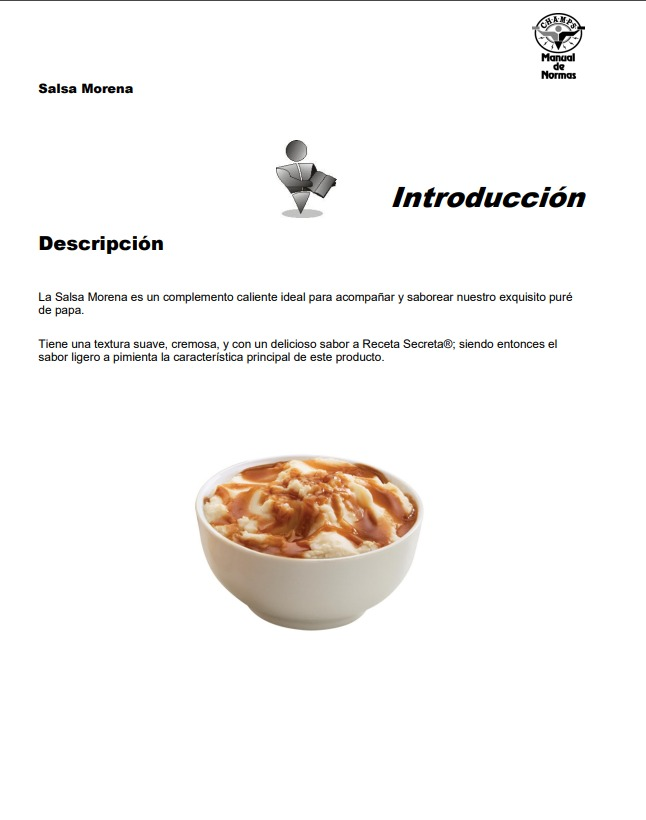 CHAMPS
Manual
de
Normas
Salsa Morena
Introducción
Descripción
La Salsa Morena es un complemento caliente ideal para acompañar y saborear nuestro exquisito puré
de papa.
Tiene una textura suave, cremosa, y con un delicioso sabor a Receta Secreta®; siendo entonces el
sabor ligero a pimienta la característica principal de este producto.